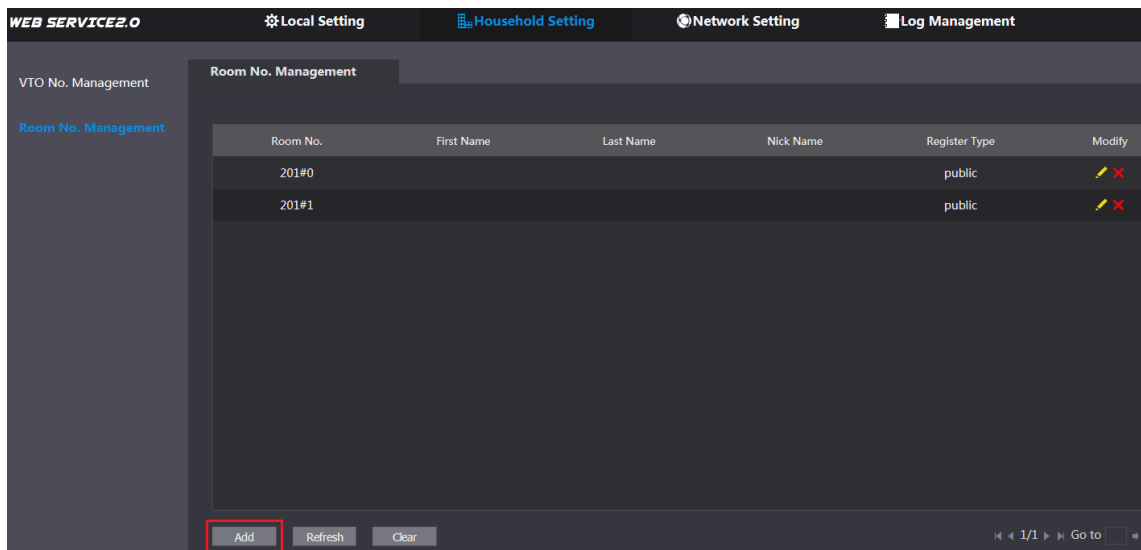 WEB SERVICE2.0 Local Setting Household Setting Network Setting Log Management
VTO No. Management
Room No. Management
Room No. Management
Room No. First Name Last Name Nick Name Register Type Modify
201#0 public
201#1 public
Add Refresh Clear 1/1 Go to